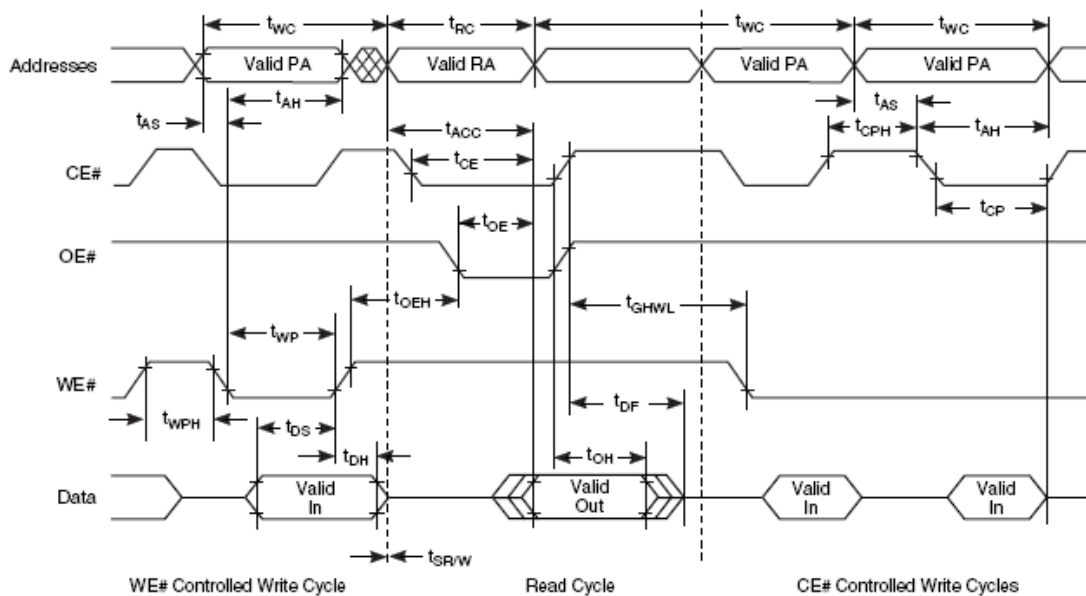 tWC tRC tWC tWC
Addresses Valid PA Valid RA Valid PA Valid PA
tAH tAS
tAS tACC tCPH tAH
CE# tCE
tCP
tOE
OE#
tOEH tGHWL
tWP
WE#
tDF
tWPH tDS
tDH tOH
Data Valid In Valid Out Valid In Valid In
tSR/W
WE# Controlled Write Cycle Read Cycle CE# Controlled Write Cycles